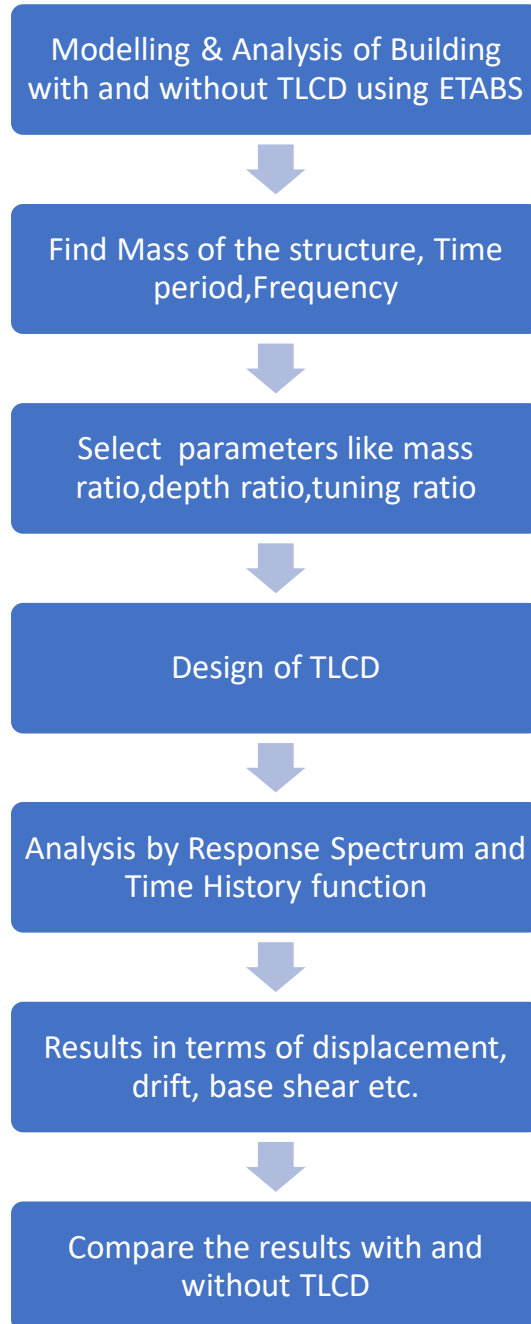 Modelling & Analysis of Building
with and without TLCD using ETABS
Find Mass of the structure, Time
period,Frequency
Select  parameters like mass
ratio,depth ratio,tuning ratio
Design of TLCD
Analysis by Response Spectrum and
Time History function
Results in terms of displacement,
drift, base shear etc.
Compare the results with and
without TLCD